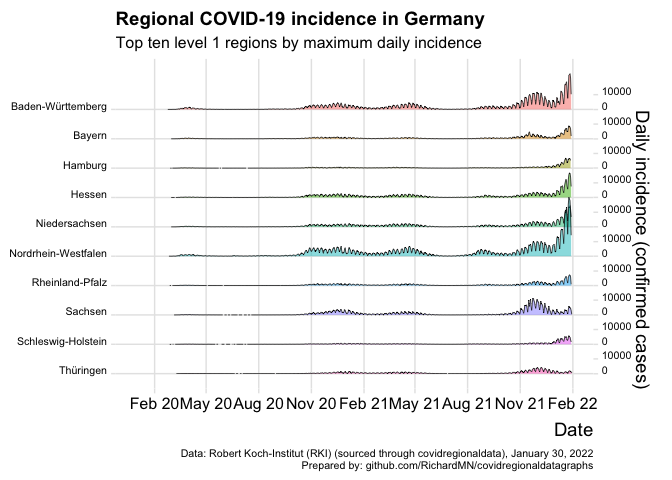 Regional COVID-19 incidence in Germany
Top ten level 1 regions by maximum daily incidence
Baden-Württemberg
10000
0
Bayern
10000
0
Hamburg
10000
0
Hessen
10000
0
Niedersachsen
10000
0
Nordrhein-Westfalen
10000
0
Rheinland-Pfalz
10000
0
Sachsen
10000
0
Schleswig-Holstein
10000
0
Thüringen
10000
0
Daily incidence (confirmed cases)
Feb 20 May 20 Aug 20 Nov 20 Feb 21 May 21 Aug 21 Nov 21 Feb 22
Date
Data: Robert Koch-Institut (RKI) (sourced through covidregionaldata), January 30, 2022
Prepared by: github.com/RichardMN/covidregionaldatagraphs